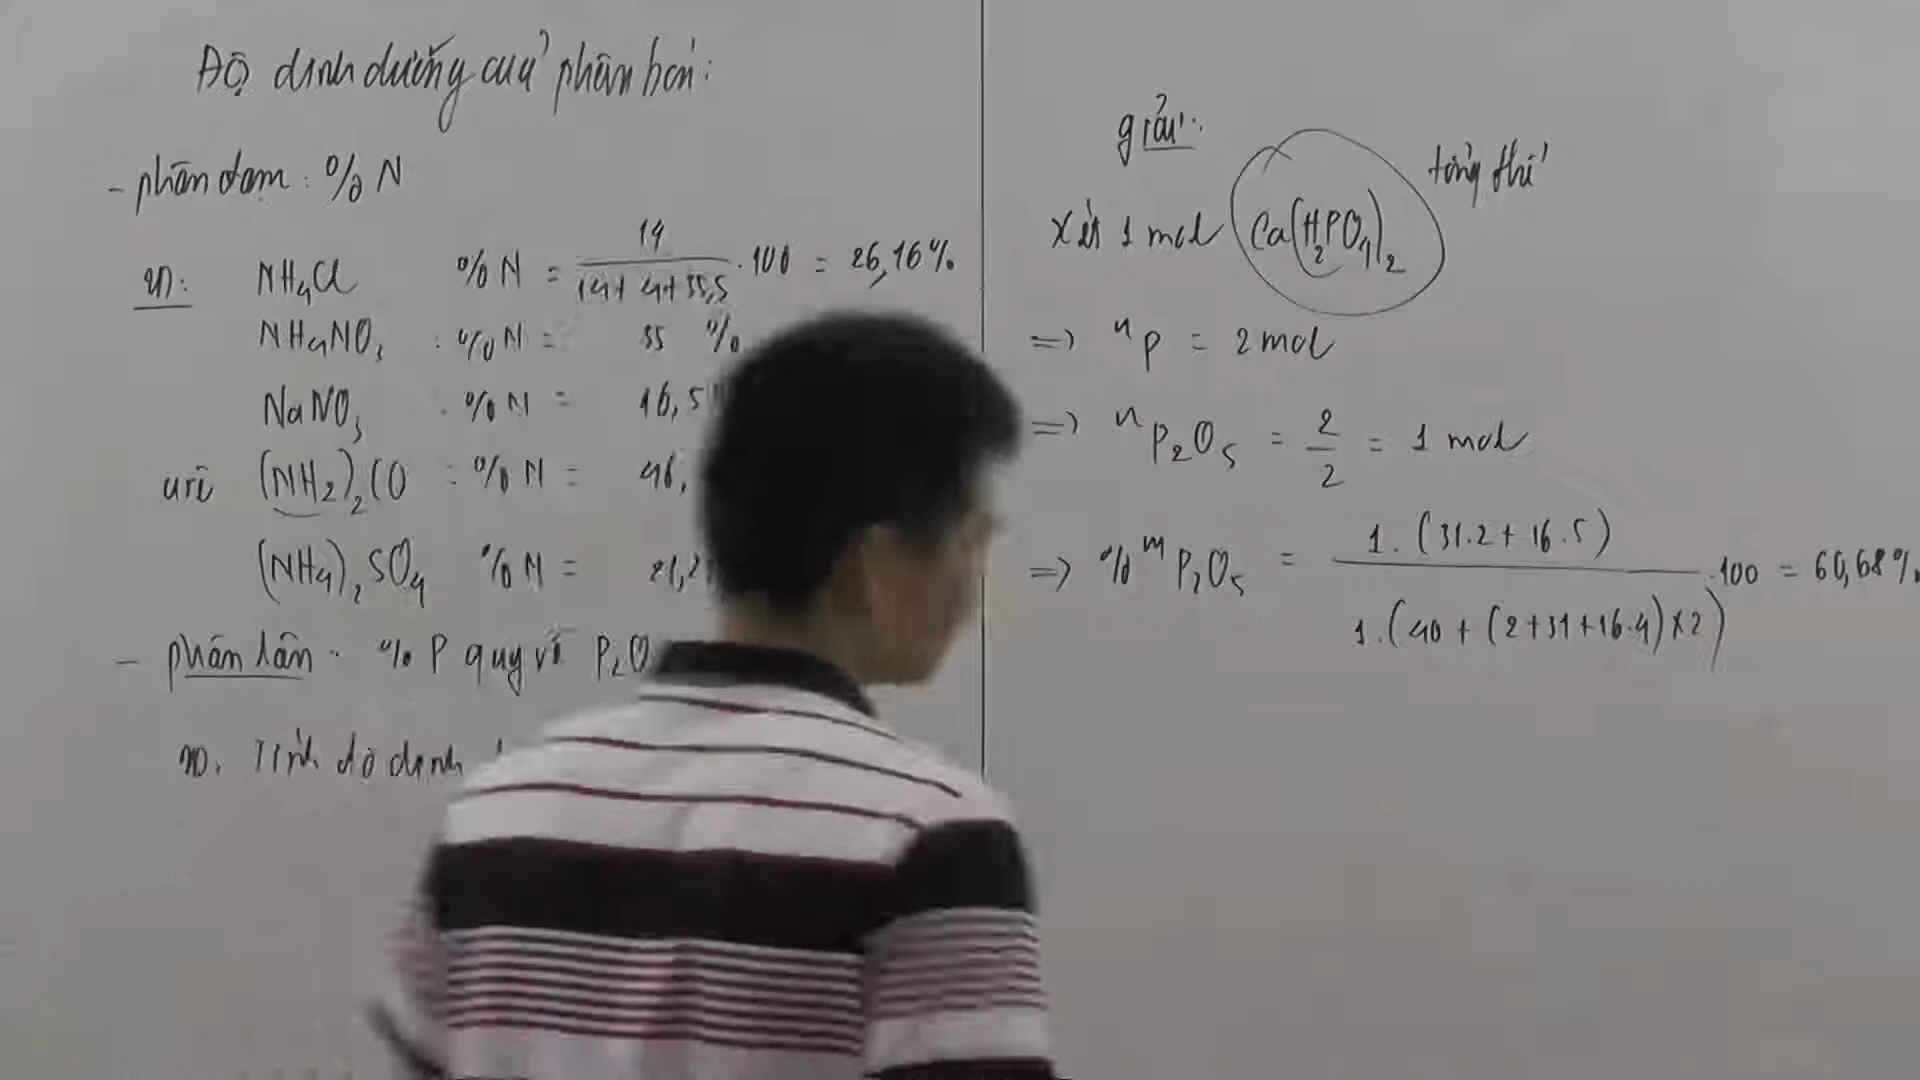 Độ dinh dưỡng của phân bón:
- phân đạm: % N
VD: NH4Cl % N = 14 / (14+4+35,5) . 100 = 26,16%
NH4NO3 : % N = 35 %
NaNO3 : % N = 16,5
urê (NH2)2CO : % N = 46,
(NH4)2SO4 % N = 21,2
- phân lân: % P quy về P2O
VD. Tính độ dinh
giải:
Xét 1 mol Ca(H2PO4)2 tổng thể
=> nP = 2 mol
=> nP2O5 = 2/2 = 1 mol
=> % mP2O5 = 1.(31.2 + 16.5) / 1.(40 + (2+31+16.4)x2) .100 = 60,68%